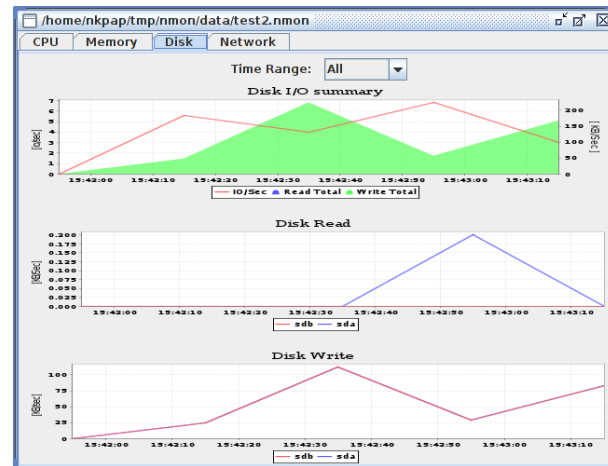 /home/nkpap/tmp/nmon/data/test2.nmon
CPU Memory Disk Network
Time Range: All
Disk I/O summary
[io/sec]
7
6
5
4
3
2
1
0
[KB/Sec]
200
150
100
50
0
15:42:00 15:42:10 15:42:20 15:42:30 15:42:40 15:42:50 15:43:00 15:43:10
IO/Sec Read Total Write Total
Disk Read
[KB/Sec]
0.200
0.175
0.150
0.125
0.100
0.075
0.050
0.025
0.000
15:42:00 15:42:10 15:42:20 15:42:30 15:42:40 15:42:50 15:43:00 15:43:10
sdb sda
Disk Write
[KB/sec]
100
75
50
25
0
15:42:00 15:42:10 15:42:20 15:42:30 15:42:40 15:42:50 15:43:00 15:43:10
sdb sda